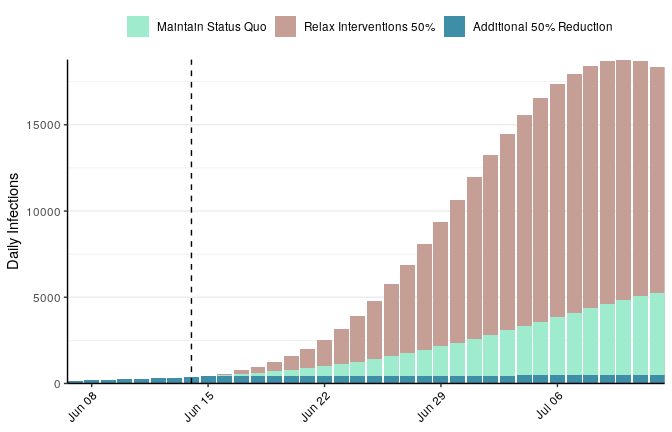 Maintain Status Quo Relax Interventions 50% Additional 50% Reduction
Daily Infections
15000
10000
5000
0
Jun 08 Jun 15 Jun 22 Jun 29 Jul 06